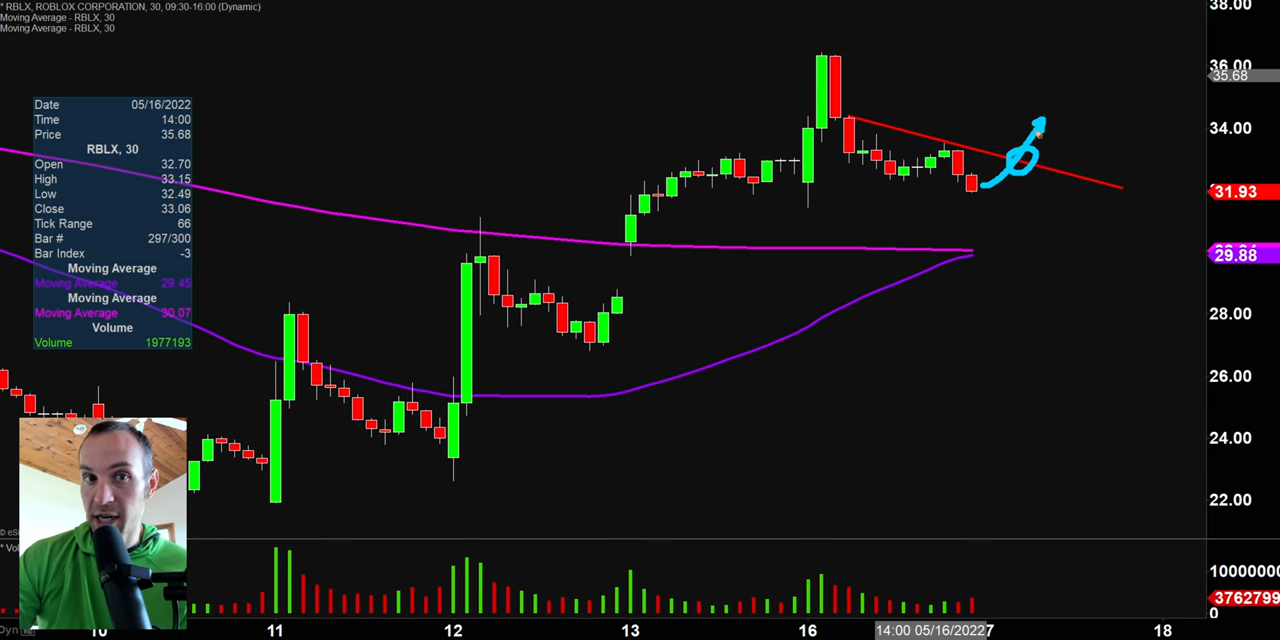 * RBLX, ROBLOX CORPORATION, 30, 09:30-16:00 (Dynamic)
Moving Average - RBLX, 30
Moving Average - RBLX, 30
38.00
36.00
35.68
34.00
31.93
29.88
28.00
26.00
24.00
22.00
Date 05/16/2022
Time 14:00
Price 35.68
RBLX, 30
Open 32.70
High 33.15
Low 32.49
Close 33.06
Tick Range 66
Bar # 297/300
Bar Index -3
Moving Average
Moving Average 29.45
Moving Average
Moving Average 30.07
Volume
Volume 1977193
© eSi
* Vol
10000000
3762799
0
Dyn 10 11 12 13 16 14:00 05/16/2022 7 18